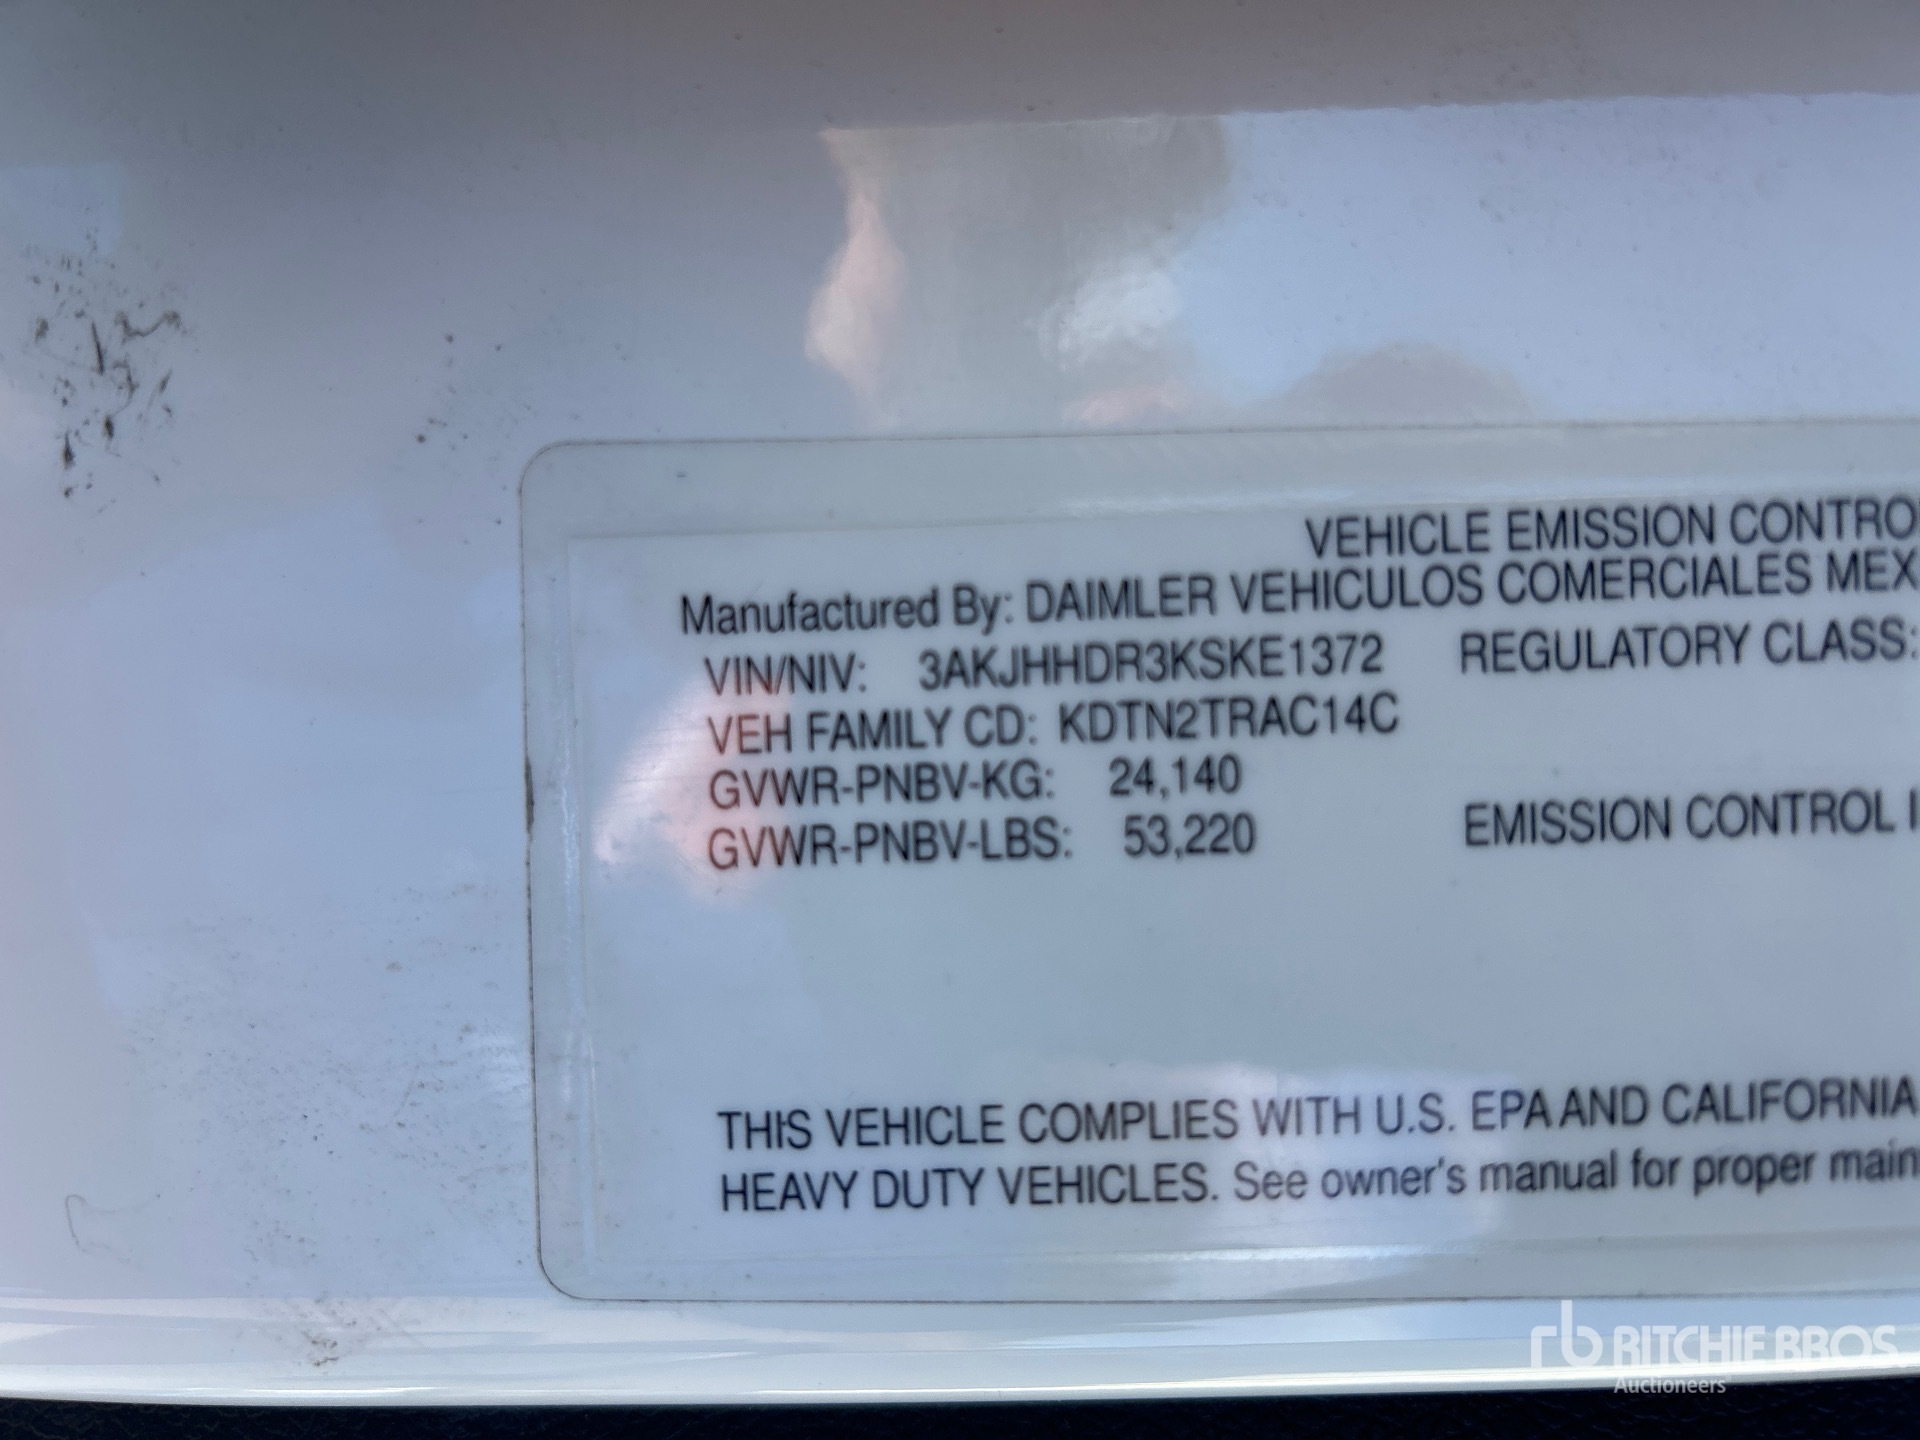 VEHICLE EMISSION CONTRO
Manufactured By: DAIMLER VEHICULOS COMERCIALES MEX
VIN/NIV: 3AKJHHDR3KSKE1372 REGULATORY CLASS:
VEH FAMILY CD: KDTN2TRAC14C
GVWR-PNBV-KG: 24,140
GVWR-PNBV-LBS: 53,220 EMISSION CONTROL I
THIS VEHICLE COMPLIES WITH U.S. EPA AND CALIFORNIA
HEAVY DUTY VEHICLES. See owner's manual for proper main
rb RITCHIE BROS.
Auctioneers